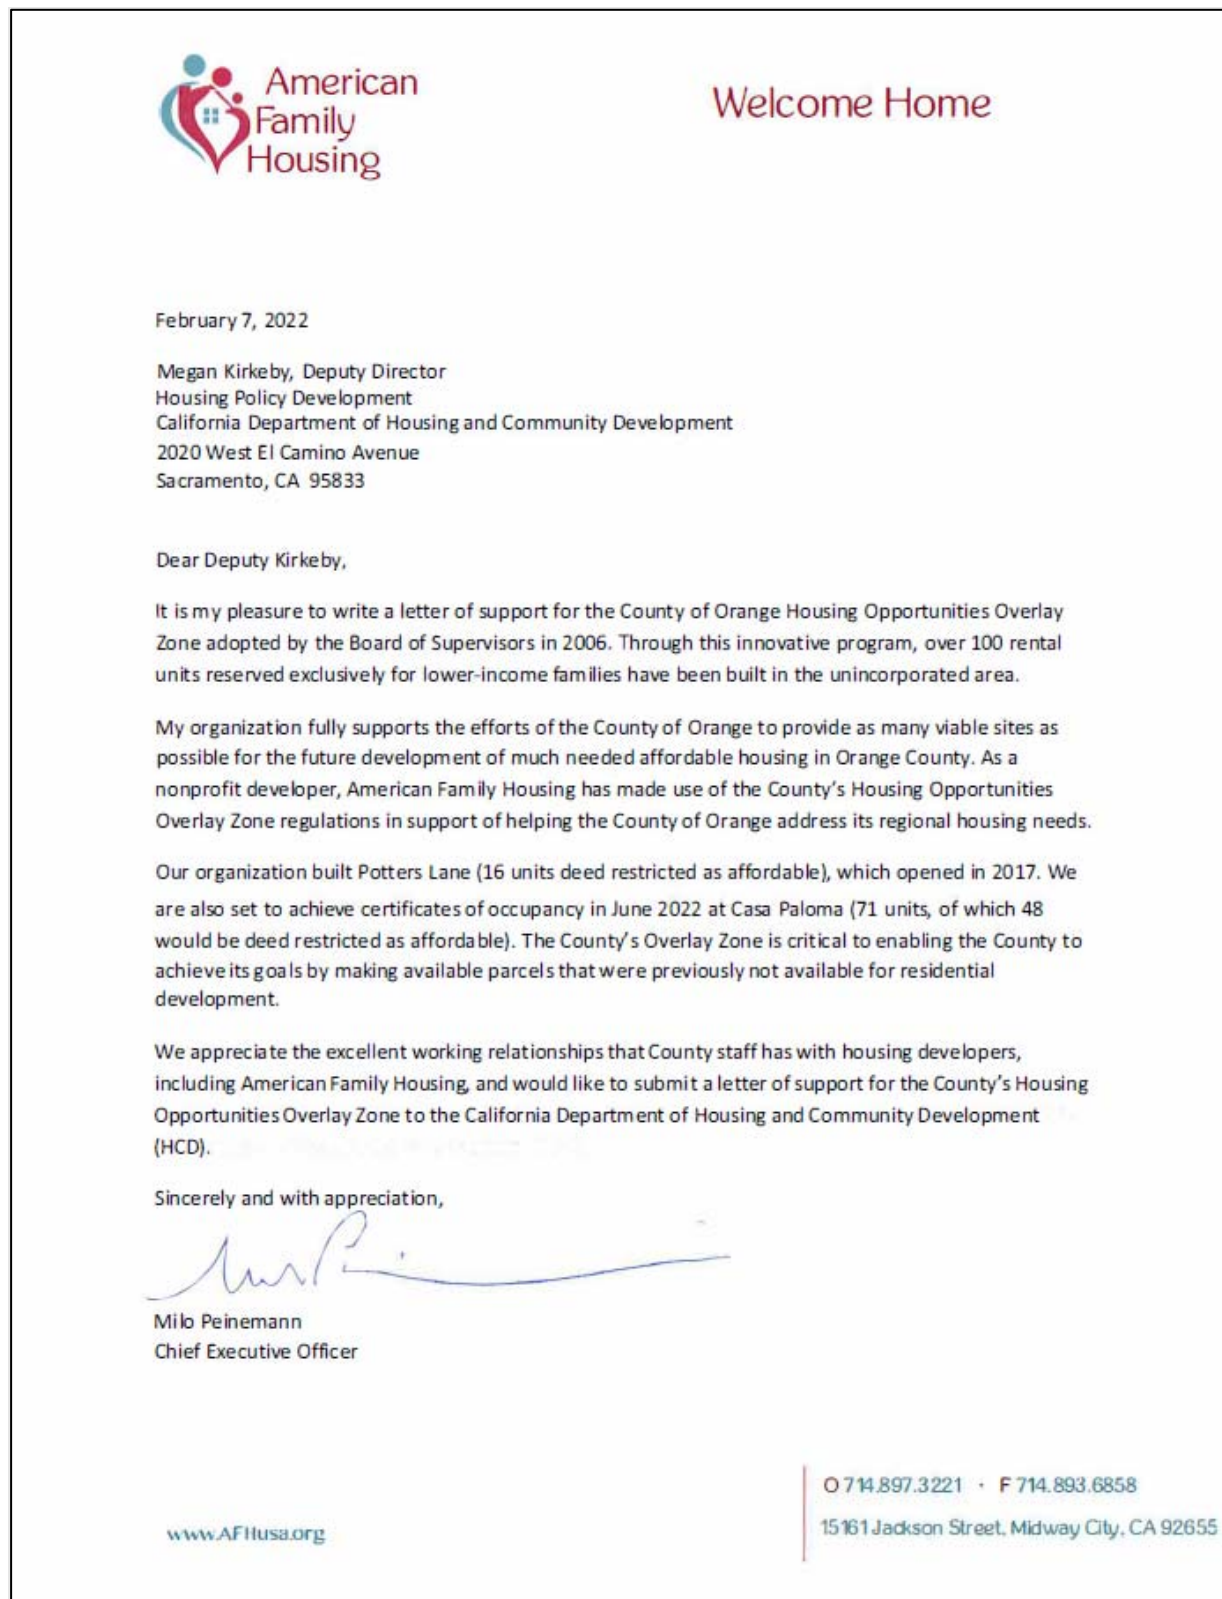 American
Family
Housing
Welcome Home
February 7, 2022
Megan Kirkeby, Deputy Director
Housing Policy Development
California Department of Housing and Community Development
2020 West El Camino Avenue
Sacramento, CA 95833
Dear Deputy Kirkeby,
It is my pleasure to write a letter of support for the County of Orange Housing Opportunities Overlay
Zone adopted by the Board of Supervisors in 2006. Through this innovative program, over 100 rental
units reserved exclusively for lower-income families have been built in the unincorporated area.
My organization fully supports the efforts of the County of Orange to provide as many viable sites as
possible for the future development of much needed affordable housing in Orange County. As a
nonprofit developer, American Family Housing has made use of the County's Housing Opportunities
Overlay Zone regulations in support of helping the County of Orange address its regional housing needs.
Our organization built Potters Lane (16 units deed restricted as affordable), which opened in 2017. We
are also set to achieve certificates of occupancy in June 2022 at Casa Paloma (71 units, of which 48
would be deed restricted as affordable). The County's Overlay Zone is critical to enabling the County to
achieve its goals by making available parcels that were previously not available for residential
development.
We appreciate the excellent working relationships that County staff has with housing developers,
including American Family Housing, and would like to submit a letter of support for the County's Housing
Opportunities Overlay Zone to the California Department of Housing and Community Development
(HCD).
Sincerely and with appreciation,
Milo Peinemann
Chief Executive Officer
O 714.897.3221 · F 714.893.6858
www.AFHusa.org
15161 Jackson Street, Midway City, CA 92655